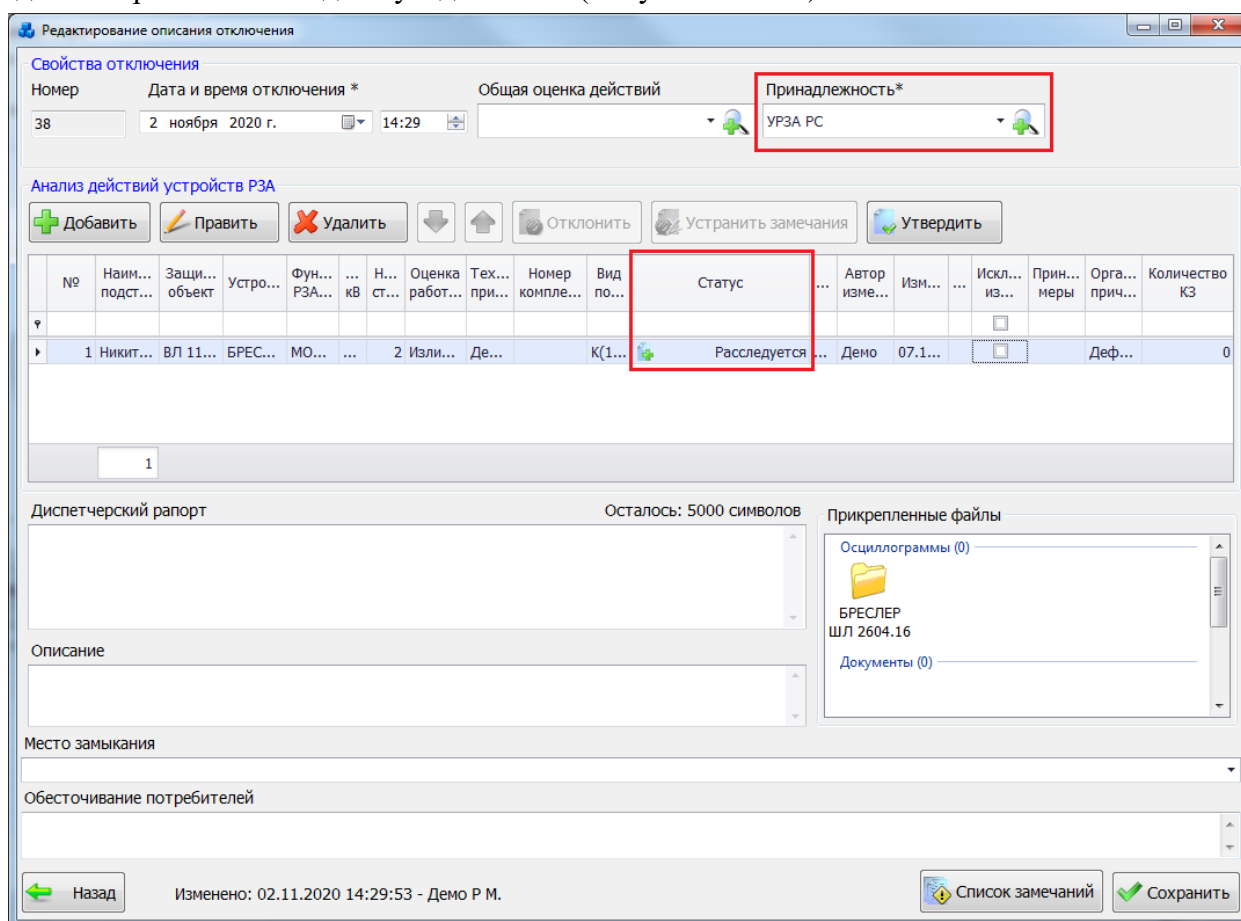 Редактирование описания отключения
Свойства отключения
Номер Дата и время отключения * Общая оценка действий Принадлежность*
38 2 ноября 2020 г. 14:29 УРЗА РС
Анализ действий устройств РЗА
Добавить Править Удалить Отклонить Устранить замечания Утвердить
№ Наим... подст... Защи... объект Устро... Фун... РЗА... ... кВ Н... ст... Оценка работ... Тех... при... Номер компле... Вид по... Статус ... Автор изме... Изм... ... Искл... из... Прин... меры Орга... прич... Количество КЗ
1 Никит... ВЛ 11... БРЕС... МО... ... 2 Изли... Де... К(1... Расследуется ... Демо 07.1... Деф... 0
1
Диспетчерский рапорт Осталось: 5000 символов Прикрепленные файлы
Осциллограммы (0)
БРЕСЛЕР
ШЛ 2604.16
Описание
Документы (0)
Место замыкания
Обесточивание потребителей
Назад Изменено: 02.11.2020 14:29:53 - Демо Р М. Список замечаний Сохранить